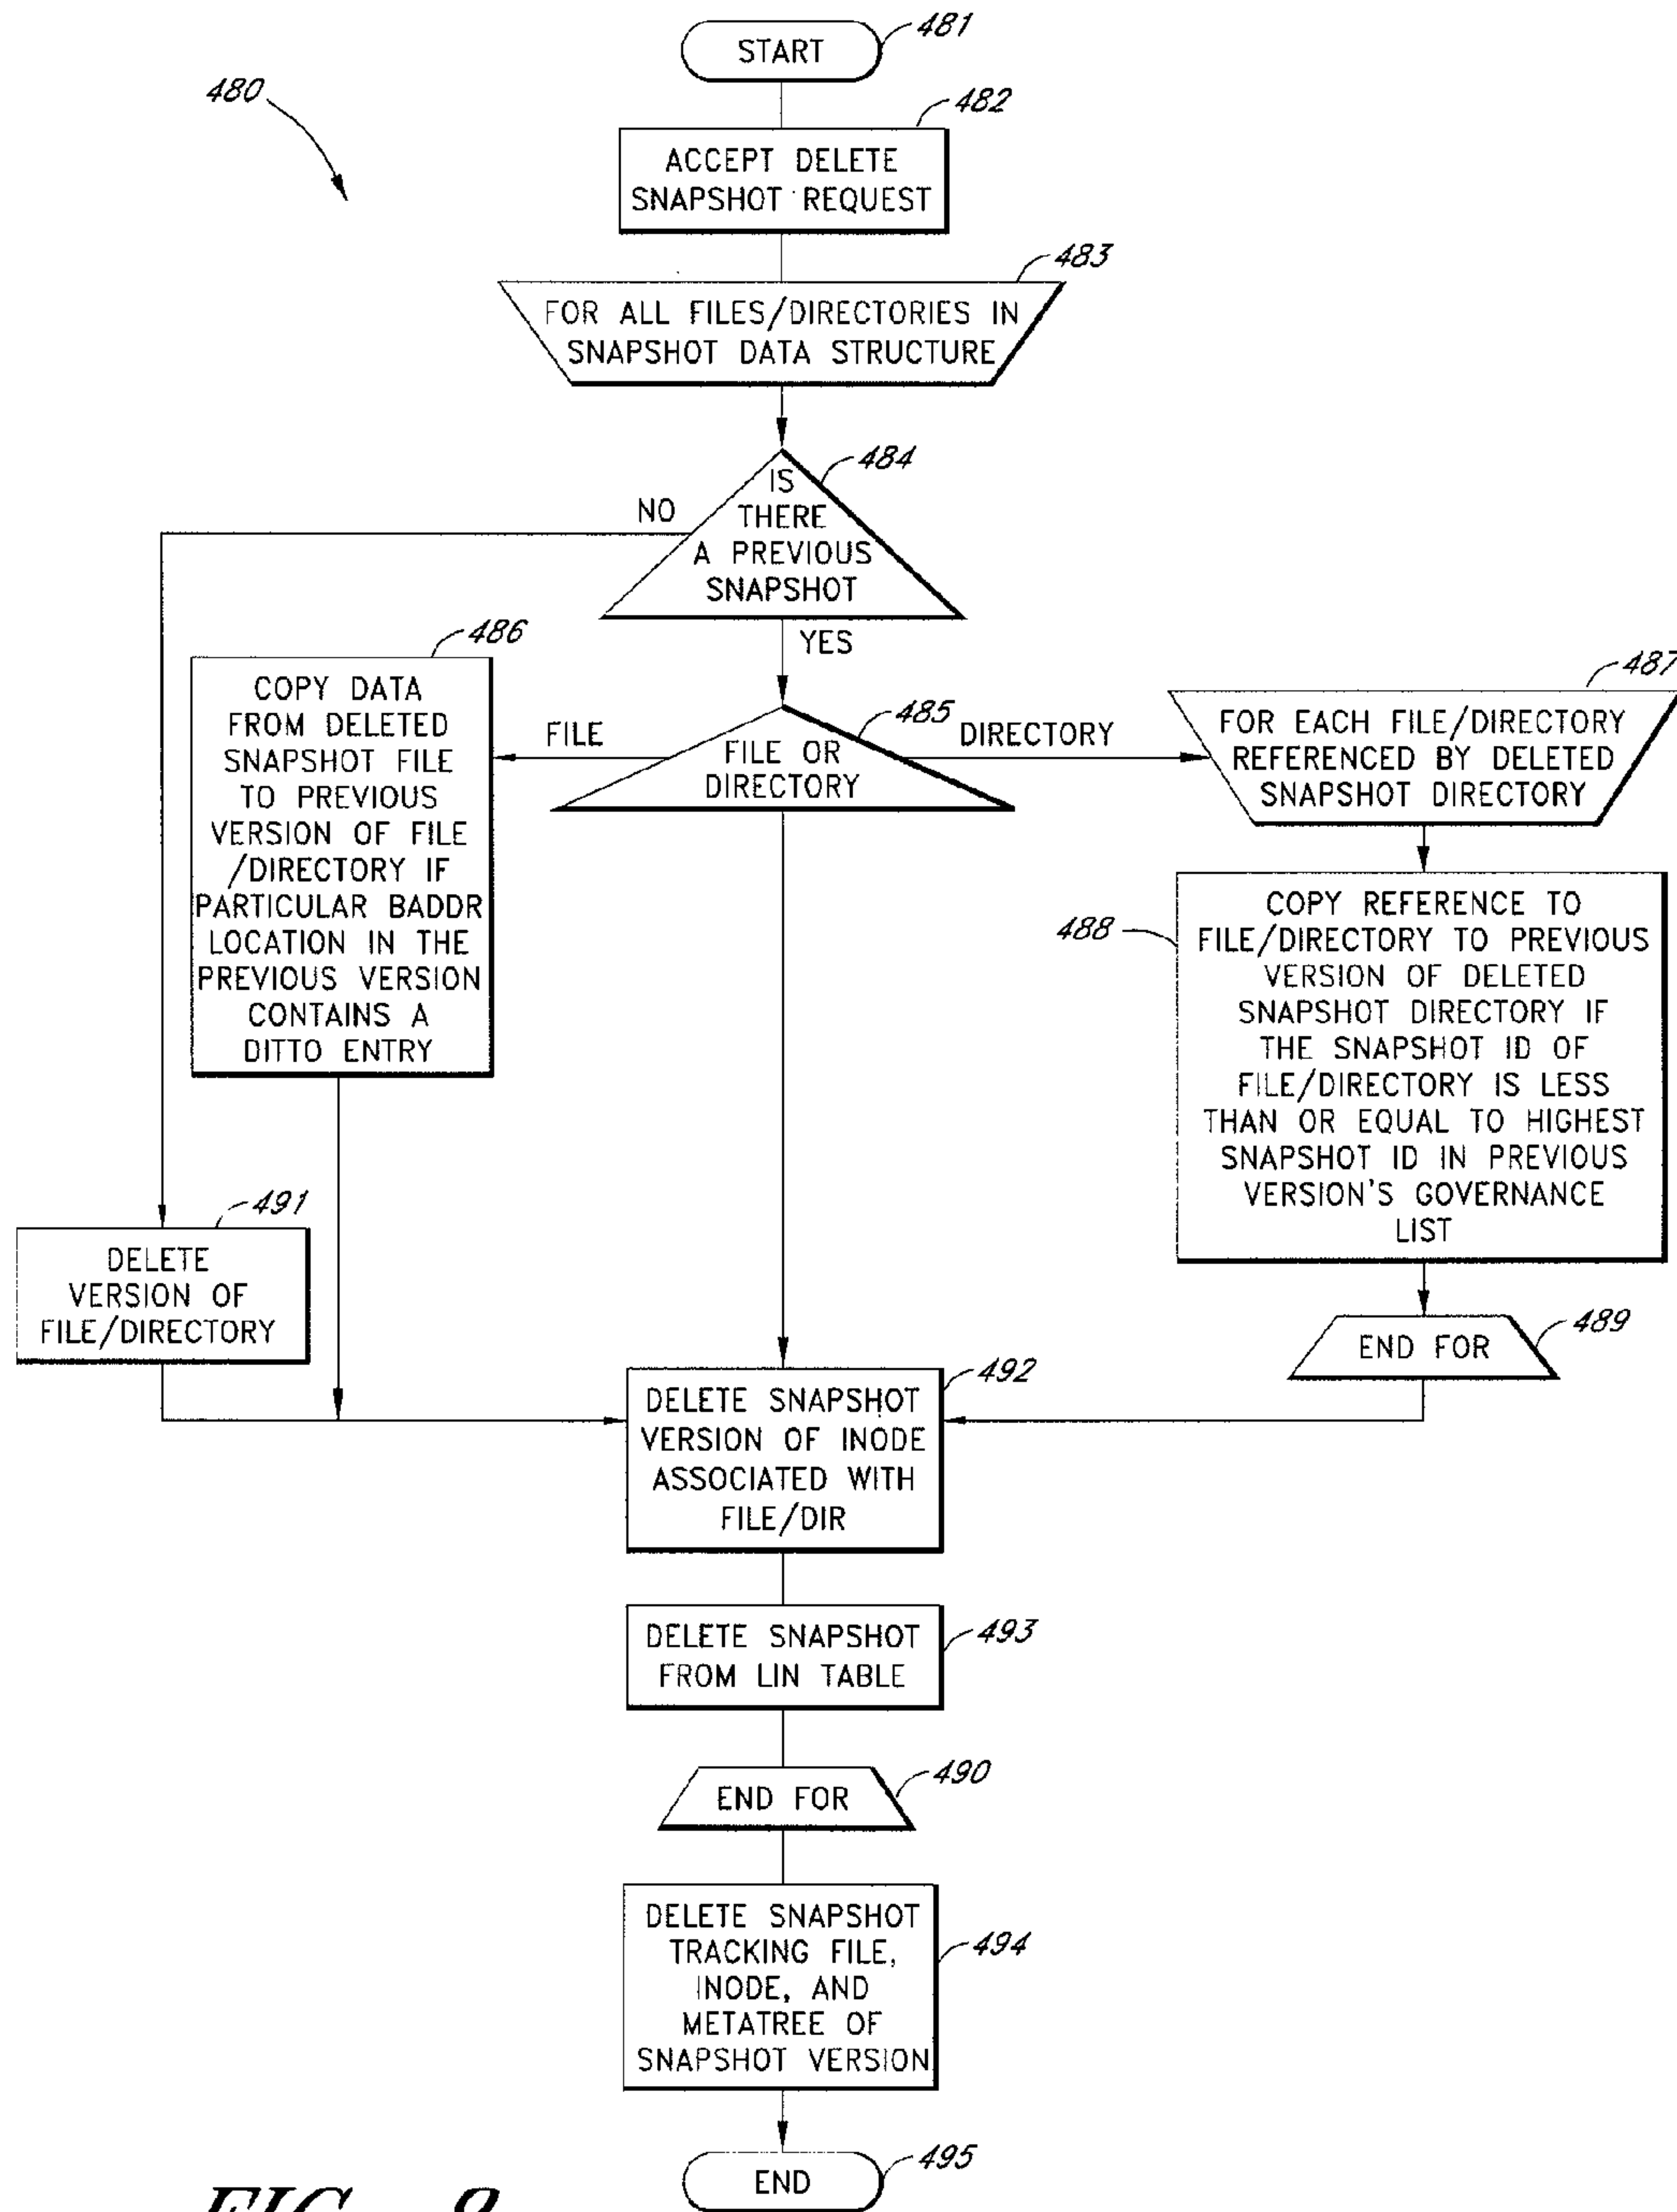 START
481
480
482
ACCEPT DELETE
SNAPSHOT REQUEST
483
FOR ALL FILES/DIRECTORIES IN
SNAPSHOT DATA STRUCTURE
484
IS
THERE
A PREVIOUS
SNAPSHOT
NO
YES
486
COPY DATA
FROM DELETED
SNAPSHOT FILE
TO PREVIOUS
VERSION OF FILE
/DIRECTORY IF
PARTICULAR BADDR
LOCATION IN THE
PREVIOUS VERSION
CONTAINS A
DITTO ENTRY
FILE
485
FILE OR
DIRECTORY
DIRECTORY
487
FOR EACH FILE/DIRECTORY
REFERENCED BY DELETED
SNAPSHOT DIRECTORY
488
COPY REFERENCE TO
FILE/DIRECTORY TO PREVIOUS
VERSION OF DELETED
SNAPSHOT DIRECTORY IF
THE SNAPSHOT ID OF
FILE/DIRECTORY IS LESS
THAN OR EQUAL TO HIGHEST
SNAPSHOT ID IN PREVIOUS
VERSION'S GOVERNANCE
LIST
491
DELETE
VERSION OF
FILE/DIRECTORY
END FOR
489
492
DELETE SNAPSHOT
VERSION OF INODE
ASSOCIATED WITH
FILE/DIR
DELETE SNAPSHOT
FROM LIN TABLE
493
END FOR
490
DELETE SNAPSHOT
TRACKING FILE,
INODE, AND
METATREE OF
SNAPSHOT VERSION
494
END
495
FIG. 8